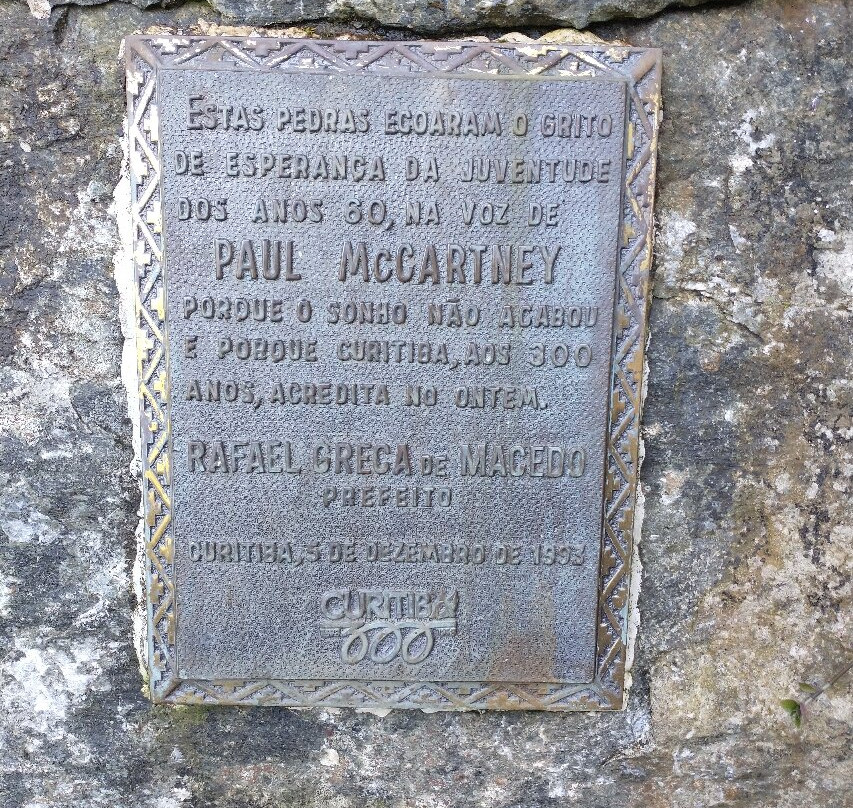 ESTAS PEDRAS ECOARAM O GRITO
DE ESPERANÇA DA JUVENTUDE
DOS ANOS 60, NA VOZ DE
PAUL McCARTNEY
PORQUE O SONHO NÃO ACABOU
E PORQUE CURITIBA, AOS 300
ANOS, ACREDITA NO ONTEM.
RAFAEL GRECA DE MACEDO
PREFEITO
CURITIBA, 5 DE DEZEMBRO DE 1993
CURITIBA
300